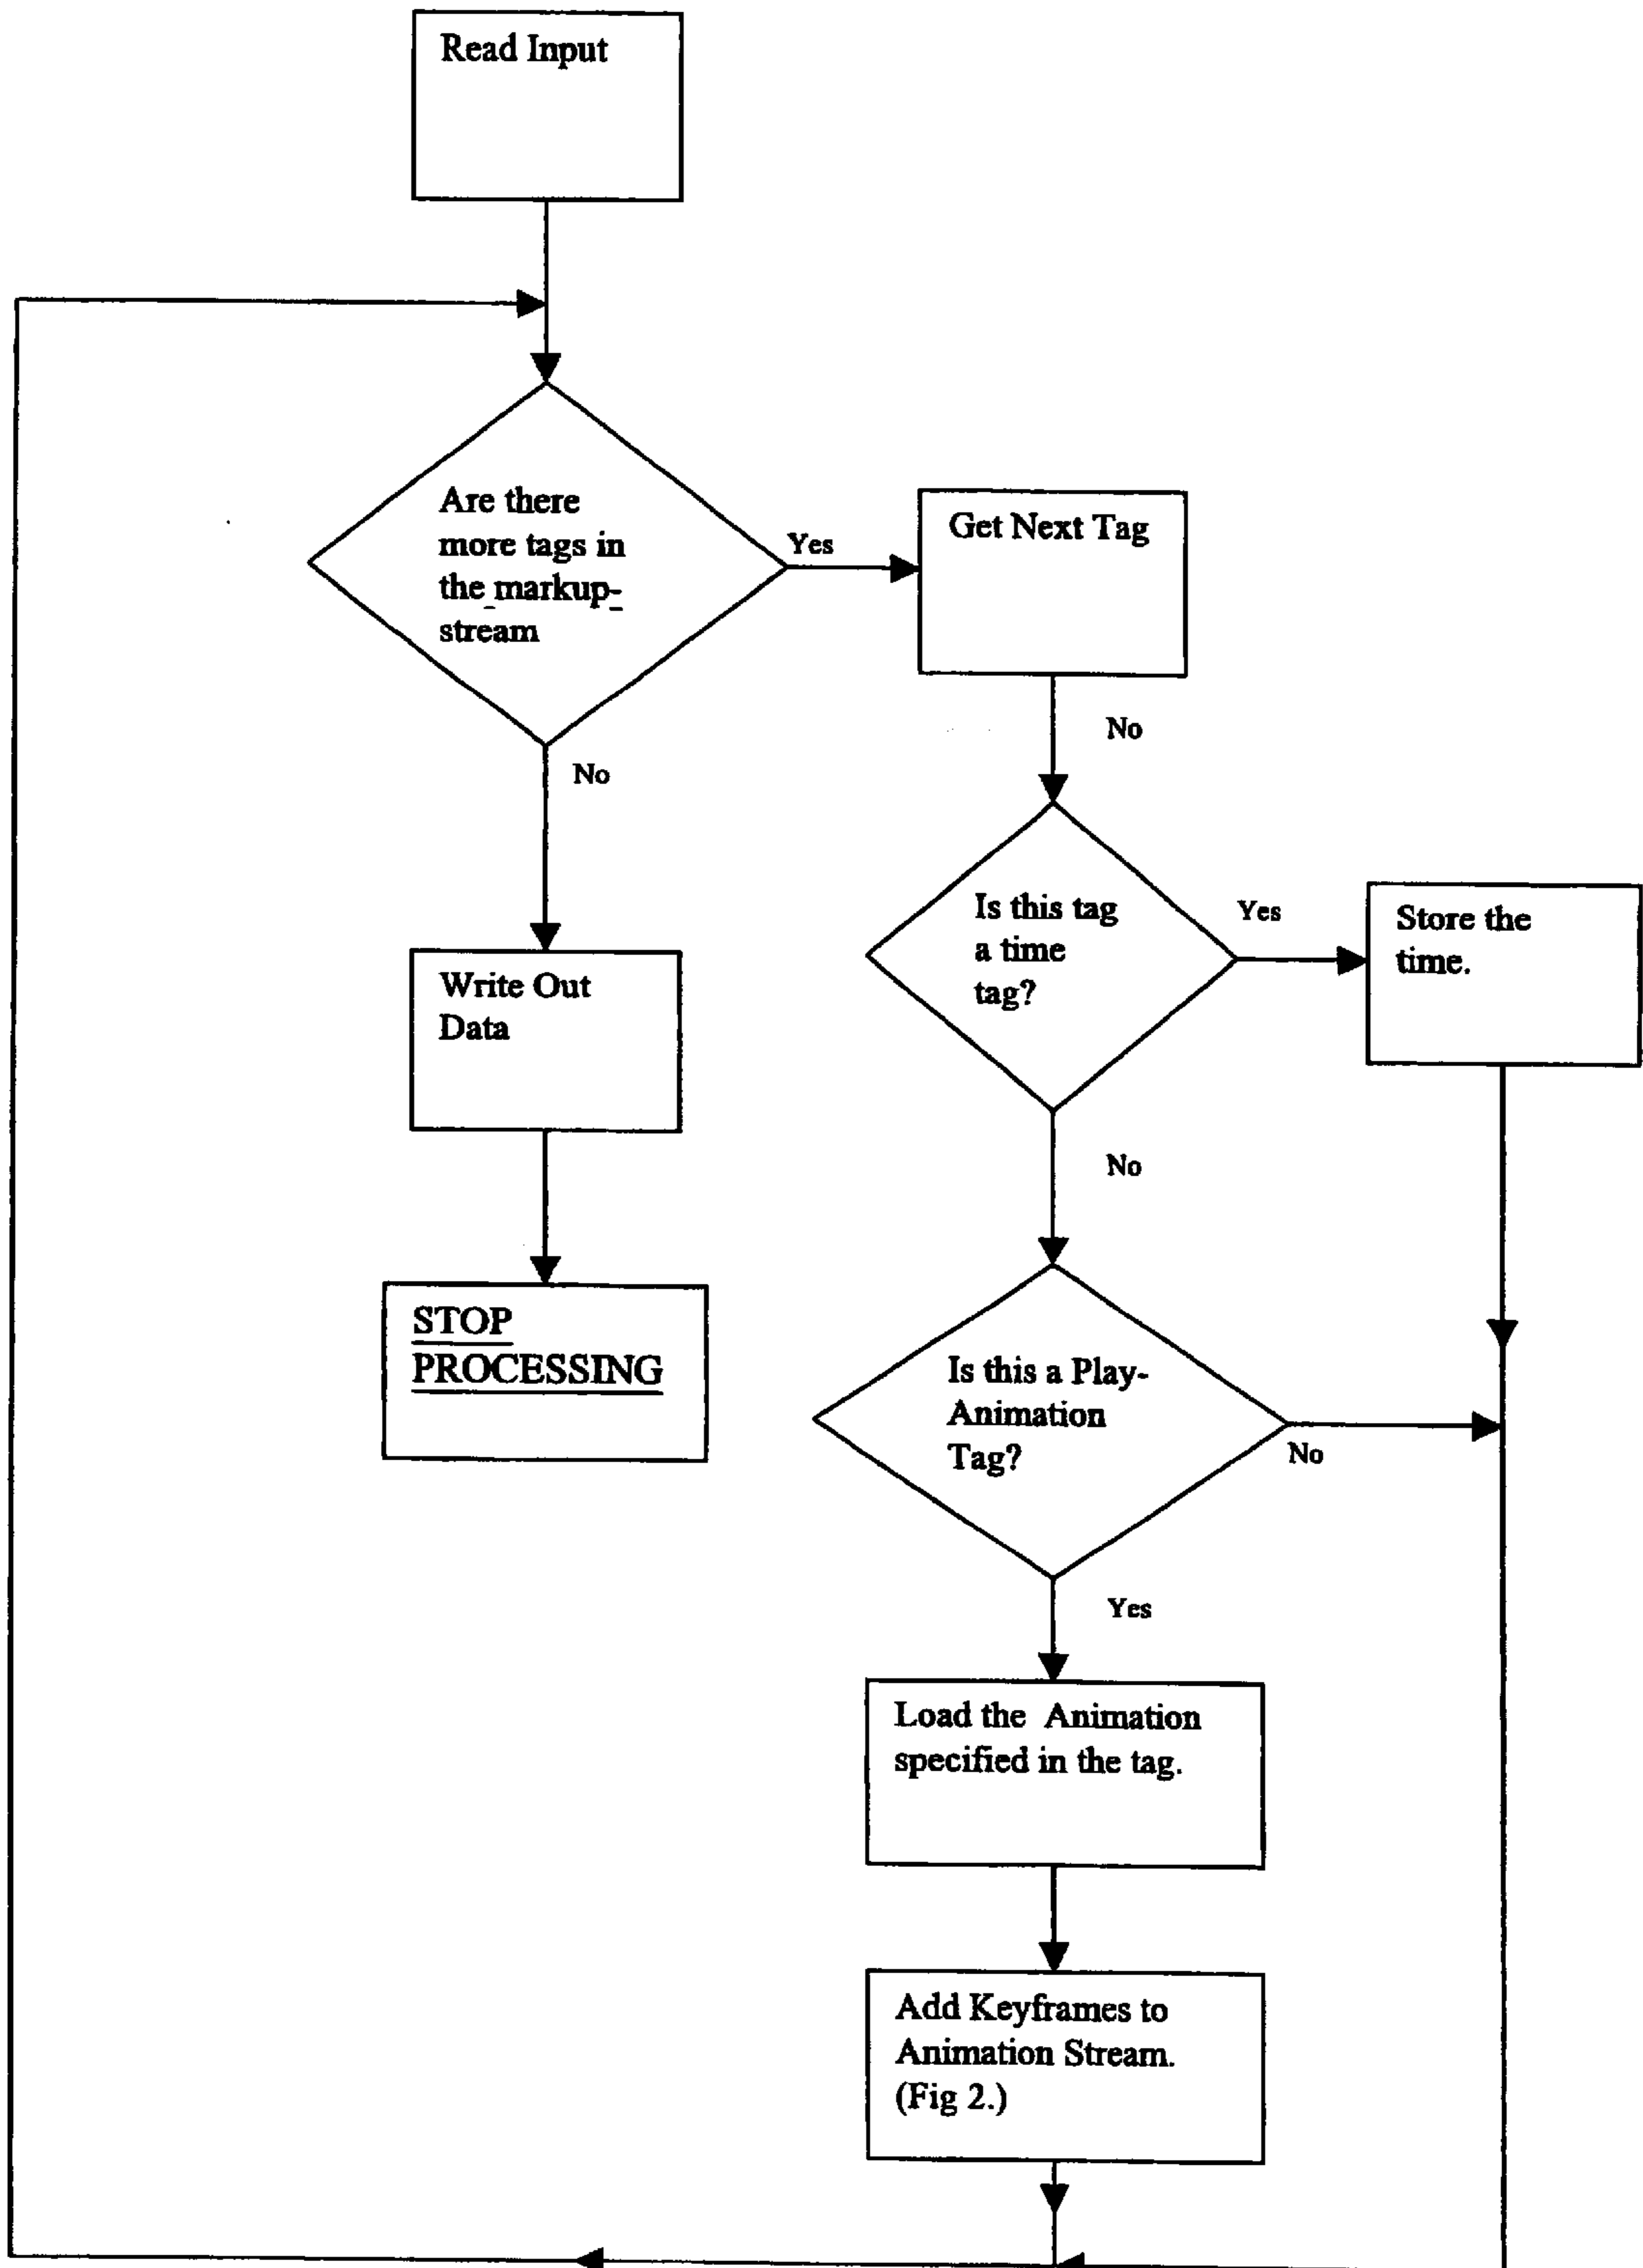 Read Input
Are there
more tags in
the markup-
stream
Yes
Get Next Tag
No
No
Is this tag
a time
tag?
Yes
Store the
time.
Write Out
Data
No
STOP
PROCESSING
Is this a Play-
Animation
Tag?
No
Yes
Load the Animation
specified in the tag.
Add Keyframes to
Animation Stream.
(Fig 2.)